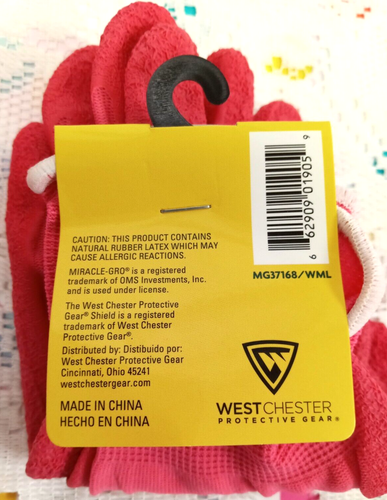 CAUTION: THIS PRODUCT CONTAINS
NATURAL RUBBER LATEX WHICH MAY
CAUSE ALLERGIC REACTIONS.
MIRACLE-GRO® is a registered
trademark of OMS Investments, Inc.
and is used under license.
The West Chester Protective
Gear® Shield is a registered
trademark of West Chester
Protective Gear®.
Distributed by: Distibuido por:
West Chester Protective Gear
Cincinnati, Ohio 45241
westchestergear.com
MADE IN CHINA
HECHO EN CHINA
6 62909 01905 9
MG37168/WML
WEST CHESTER
PROTECTIVE GEAR®